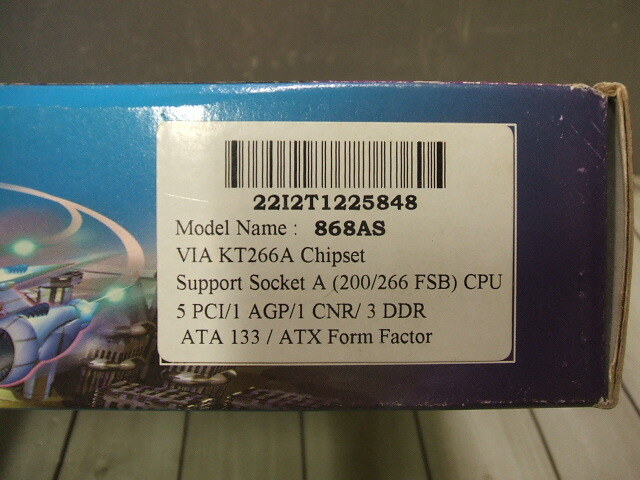 22I2T1225848
Model Name : 868AS
VIA KT266A Chipset
Support Socket A (200/266 FSB) CPU
5 PCI/1 AGP/1 CNR/ 3 DDR
ATA 133 / ATX Form Factor